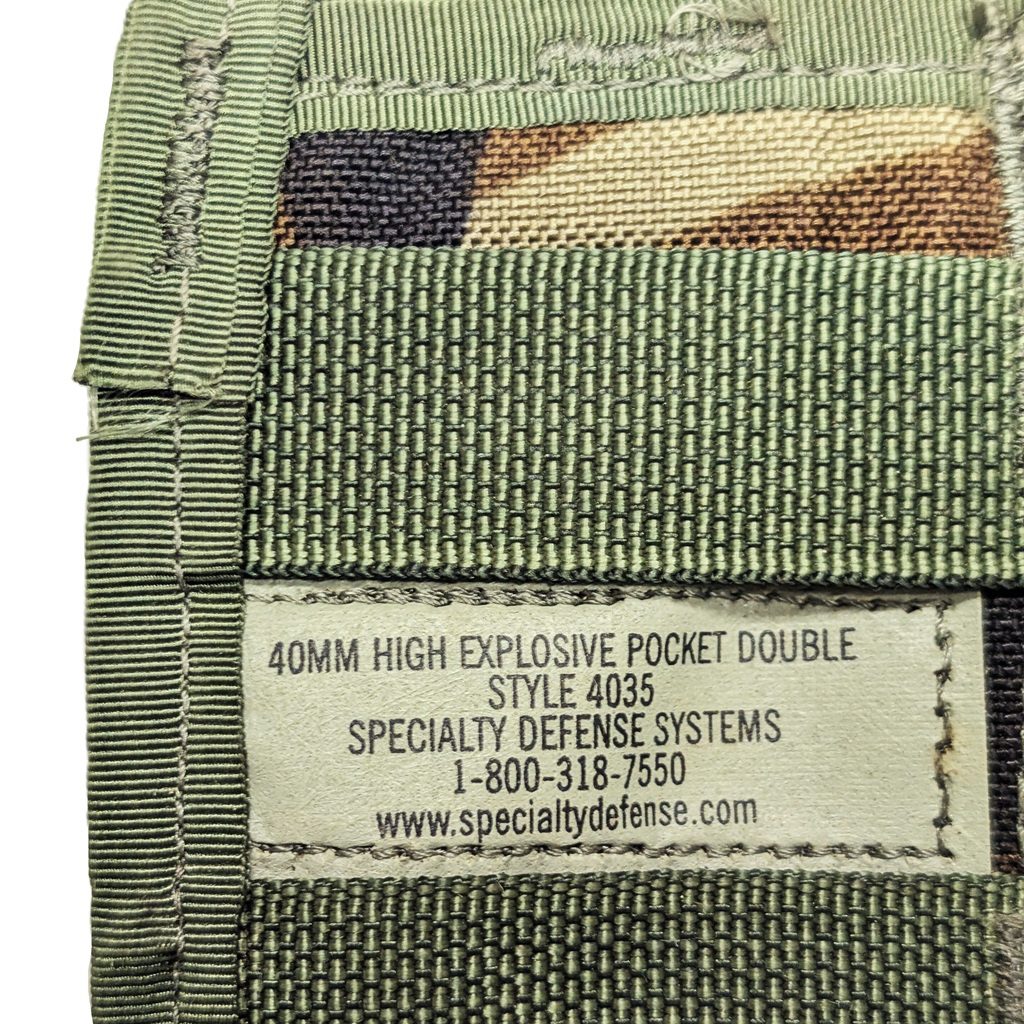 40MM HIGH EXPLOSIVE POCKET DOUBLE
STYLE 4035
SPECIALTY DEFENSE SYSTEMS
1-800-318-7550
www.specialtydefense.com